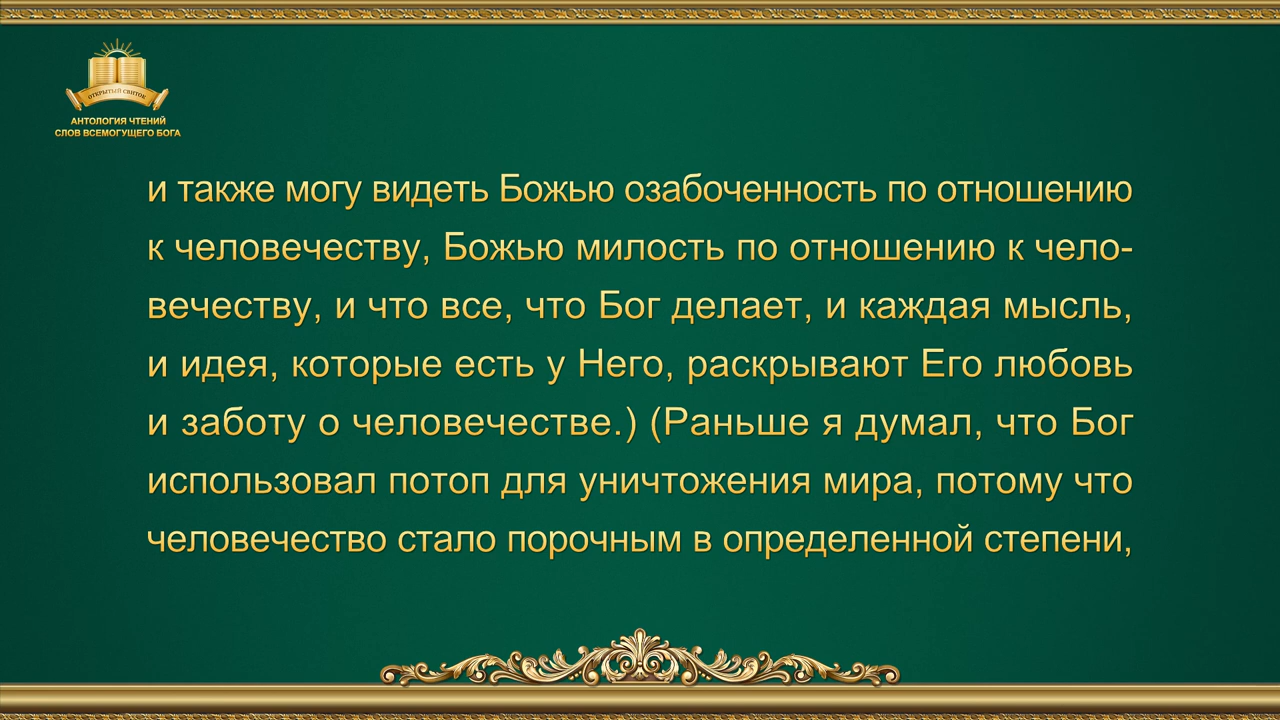 ОТКРЫТЫЙ СВИТОК
АНТОЛОГИЯ ЧТЕНИЙ
СЛОВ ВСЕМОГУЩЕГО БОГА
и также могу видеть Божью озабоченность по отношению
к человечеству, Божью милость по отношению к чело-
вечеству, и что все, что Бог делает, и каждая мысль,
и идея, которые есть у Него, раскрывают Его любовь
и заботу о человечестве.) (Раньше я думал, что Бог
использовал потоп для уничтожения мира, потому что
человечество стало порочным в определенной степени,